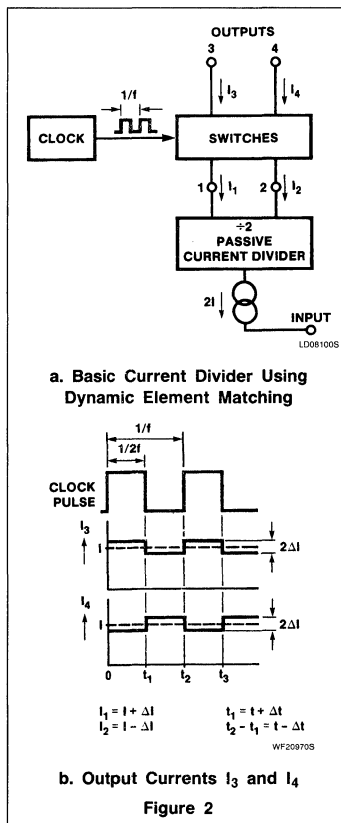 OUTPUTS
3 4
1/f
I3 I4
CLOCK
SWITCHES
1 I1 2 I2
÷2
PASSIVE
CURRENT DIVIDER
2I
INPUT
LD08100S
a. Basic Current Divider Using
Dynamic Element Matching
1/f
1/2f
CLOCK
PULSE
I3
I
2ΔI
I4
I
2ΔI
0 t1 t2 t3
I1 = I + ΔI t1 = t + Δt
I2 = I − ΔI t2 − t1 = t − Δt
WF20970S
b. Output Currents I3 and I4
Figure 2